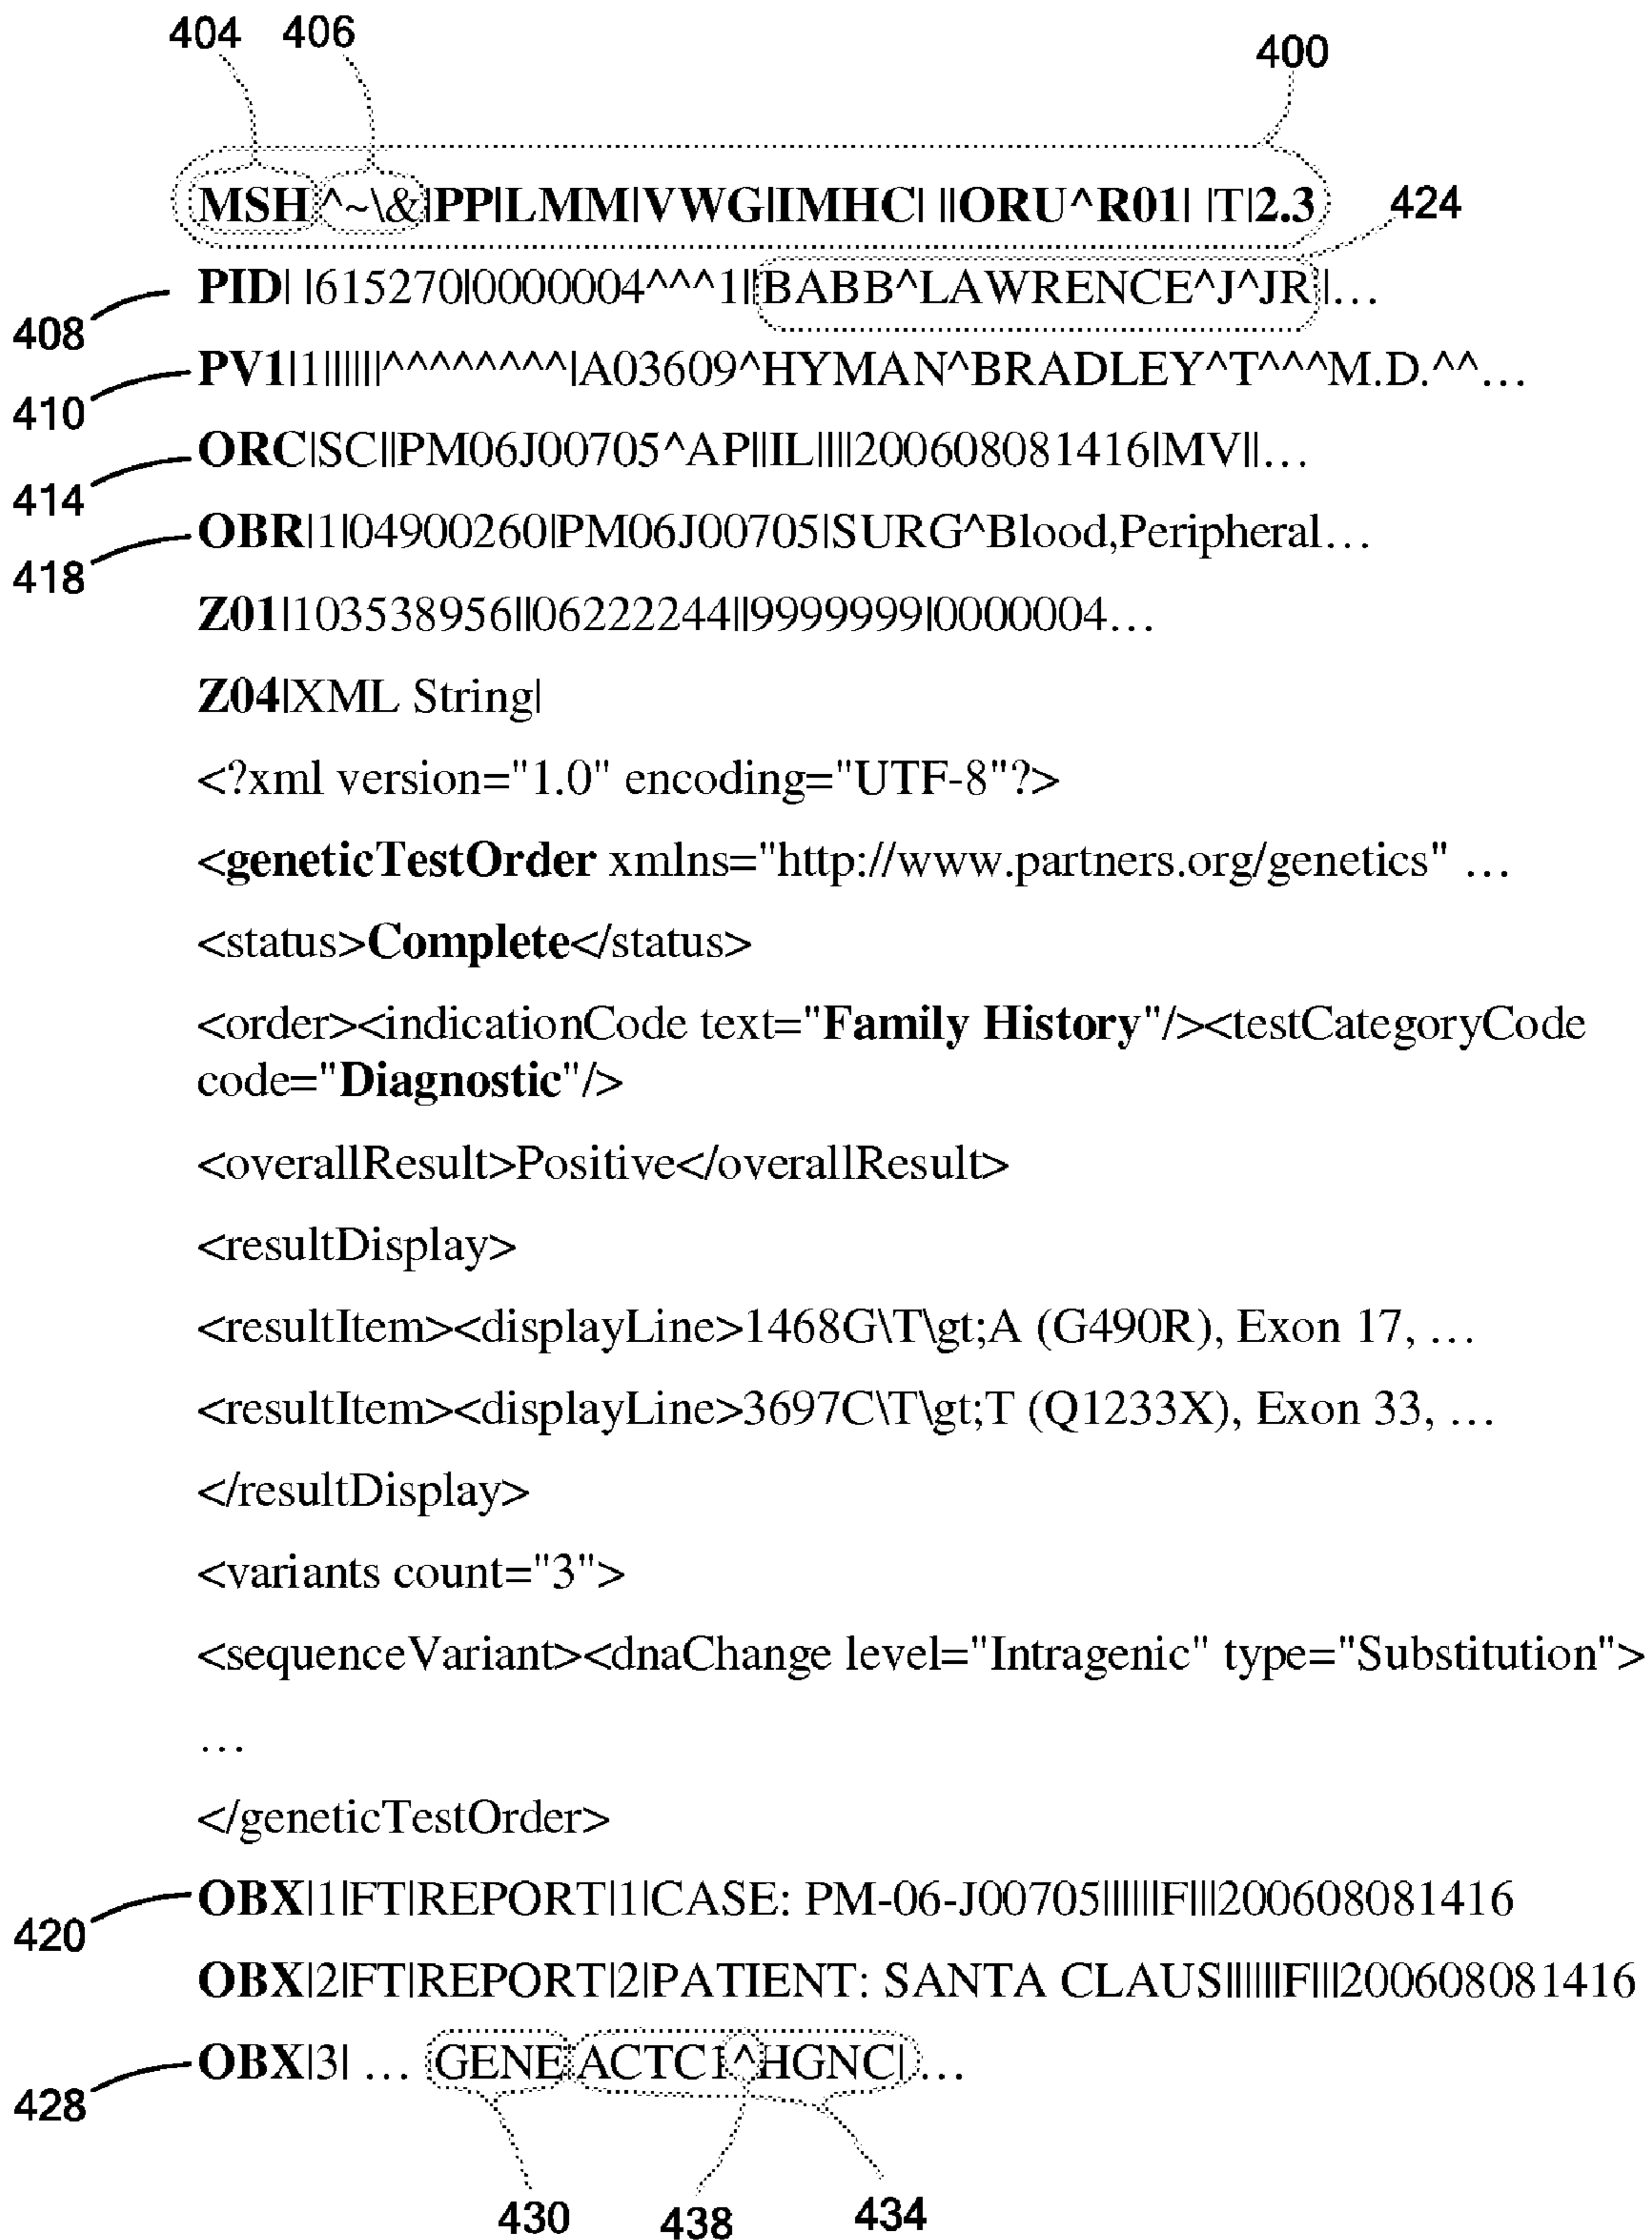 404 406 400
MSH|^~\&|PP|LMM|VWG|IMHC| ||ORU^R01| |T|2.3
424
PID| |615270|0000004^^^1||BABB^LAWRENCE^J^JR|…
408
PV1|1||||||^^^^^^^^^|A03609^HYMAN^BRADLEY^T^^^M.D.^^…
410
ORC|SC||PM06J00705^AP||IL||||200608081416|MV||…
414
OBR|1|04900260|PM06J00705|SURG^Blood,Peripheral…
418
Z01|103538956||06222244||9999999|0000004…
Z04|XML String|
<?xml version="1.0" encoding="UTF-8"?>
<geneticTestOrder xmlns="http://www.partners.org/genetics" …
<status>Complete</status>
<order><indicationCode text="Family History"/><testCategoryCode
code="Diagnostic"/>
<overallResult>Positive</overallResult>
<resultDisplay>
<resultItem><displayLine>1468G\T\gt;A (G490R), Exon 17, …
<resultItem><displayLine>3697C\T\gt;T (Q1233X), Exon 33, …
</resultDisplay>
<variants count="3">
<sequenceVariant><dnaChange level="Intragenic" type="Substitution">
…
</geneticTestOrder>
OBX|1|FT|REPORT|1|CASE: PM-06-J00705||||||F|||200608081416
420
OBX|2|FT|REPORT|2|PATIENT: SANTA CLAUS||||||F|||200608081416
OBX|3| … GENE|ACTC1^HGNC| …
428
430 438 434